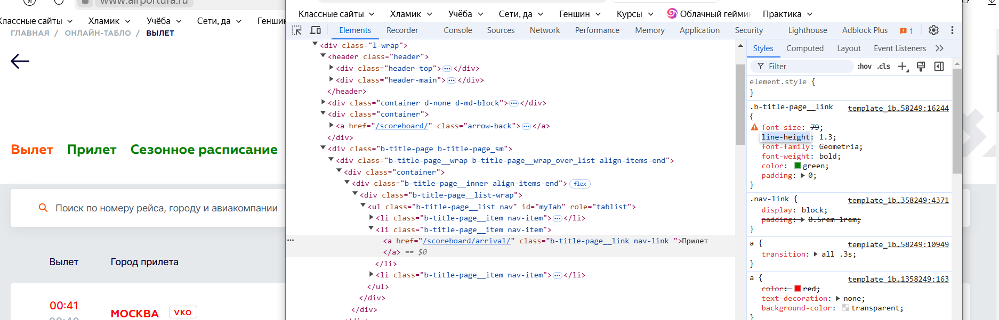 www.airportufa.ru
Классные сайты
Хламик
Учёба
Сети, да
ГЛАВНАЯ / ОНЛАЙН-ТАБЛО / ВЫЛЕТ
Вылет Прилет Сезонное расписание
Поиск по номеру рейса, городу и авиакомпании
Вылет Город прилета
00:41
МОСКВА VKO
Классные сайты Хламик Учёба Сети, да Геншин Курсы Практика
Elements Recorder Console Sources Network Performance Memory Application Security Lighthouse Adblock Plus 1
<div class="l-wrap">
<header class="header">
<div class="header-top">…</div>
<div class="header-main">…</div>
</header>
<div class="container d-none d-md-block">…</div>
<div class="container">
<a href="/scoreboard/" class="arrow-back">…</a>
</div>
<div class="b-title-page b-title-page_sm">
<div class="b-title-page__wrap b-title-page__wrap_over_list align-items-end">
<div class="container">
<div class="b-title-page__inner align-items-end"> flex
<div class="b-title-page__list-wrap">
<ul class="b-title-page__list nav" id="myTab" role="tablist">
<li class="b-title-page__item nav-item">…</li>
<li class="b-title-page__item nav-item">
<a href="/scoreboard/arrival/" class="b-title-page__link nav-link ">Прилет
</a> == $0
</li>
<li class="b-title-page__item nav-item">…</li>
</ul>
</div>
</div>
Styles Computed Layout Event Listeners
Filter :hov .cls
element.style {
}
.b-title-page__link template_1b…58249:16244
{
font-size: 79;
line-height: 1.3;
font-family: Geometria;
font-weight: bold;
color: green;
padding: 0;
}
.nav-link { template_1b…358249:4371
display: block;
padding: 0.5rem 1rem;
}
a { template_1b…58249:10949
transition: all .3s;
}
a { template_1b…1358249:163
color: red;
text-decoration: none;
background-color: transparent;
}